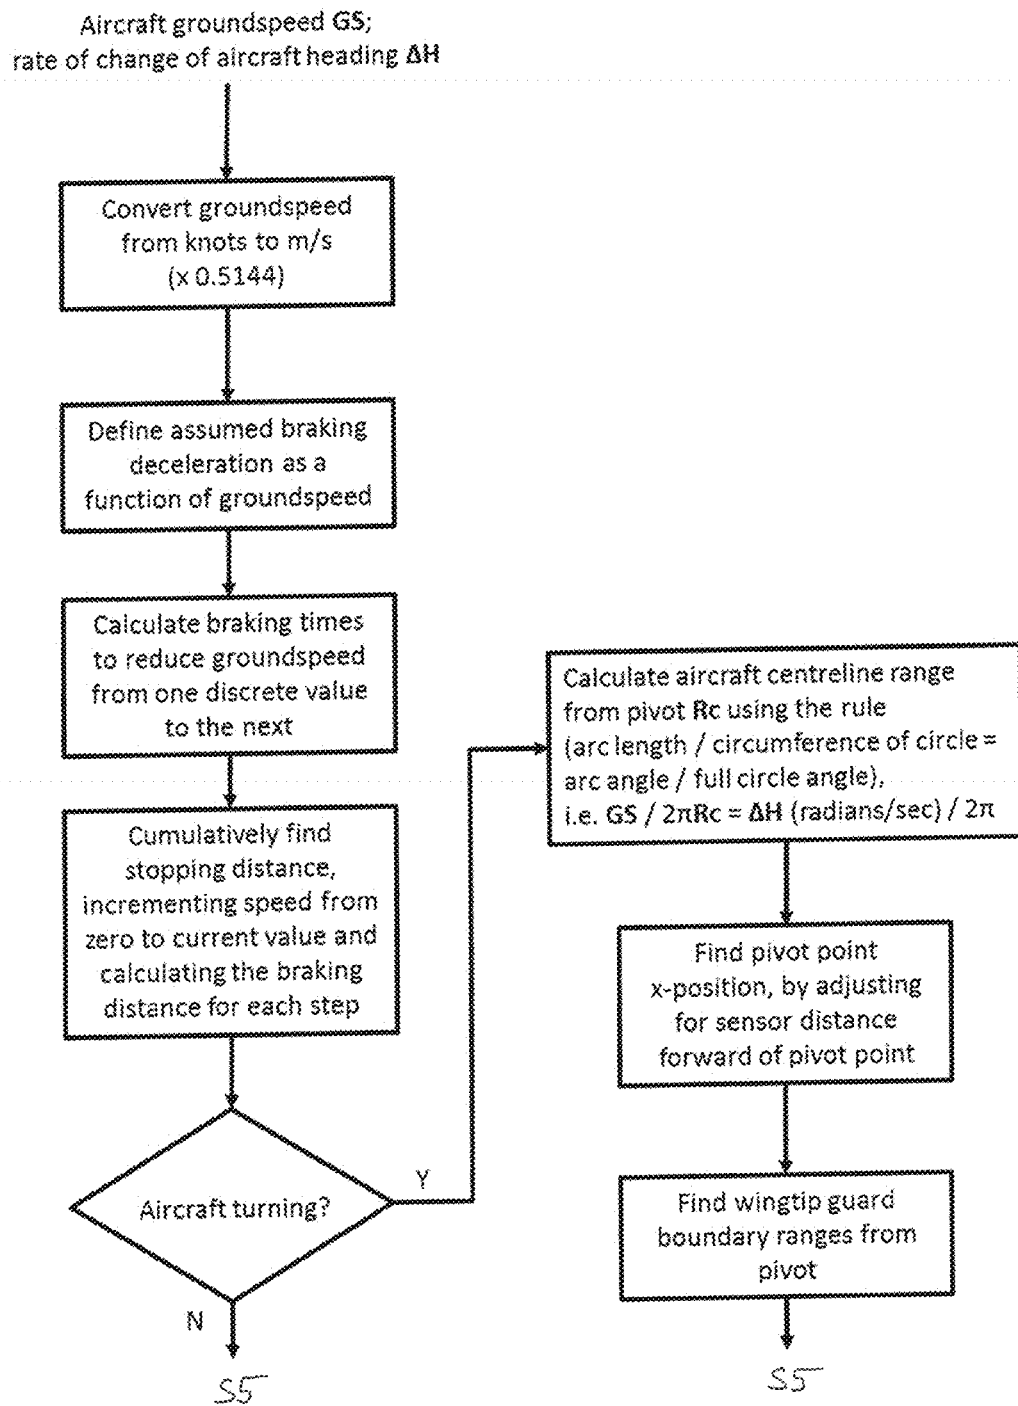 Aircraft groundspeed GS;
rate of change of aircraft heading ΔH
Convert groundspeed
from knots to m/s
(x 0.5144)
Define assumed braking
deceleration as a
function of groundspeed
Calculate braking times
to reduce groundspeed
from one discrete value
to the next
Cumulatively find
stopping distance,
incrementing speed from
zero to current value and
calculating the braking
distance for each step
Aircraft turning?
Y
N
S5
Calculate aircraft centreline range
from pivot Rc using the rule
(arc length / circumference of circle =
arc angle / full circle angle),
i.e. GS / 2πRc = ΔH (radians/sec) / 2π
Find pivot point
x-position, by adjusting
for sensor distance
forward of pivot point
Find wingtip guard
boundary ranges from
pivot
S5